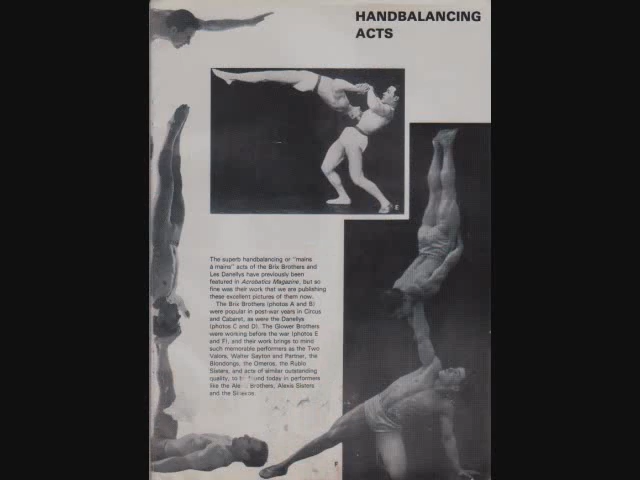 HANDBALANCING
ACTS
The superb handbalancing or "mains
à mains" acts of the Brix Brothers and
Les Danellys have previously been
featured in Acrobatics Magazine, but so
fine was their work that we are publishing
these excellent pictures of them now.
The Brix Brothers (photos A and B)
were popular in post-war years in Circus
and Cabaret, as were the Danellys
(photos C and D). The Glower Brothers
were working before the war (photos E
and F), and their work brings to mind
such memorable performers as the Two
Valors, Walter Sayton and Partner, the
Biondongs, the Omeros, the Rubio
Sisters, and acts of similar outstanding
quality, to be found today in performers
like the Brothers, Alexis Sisters
and the
E
F